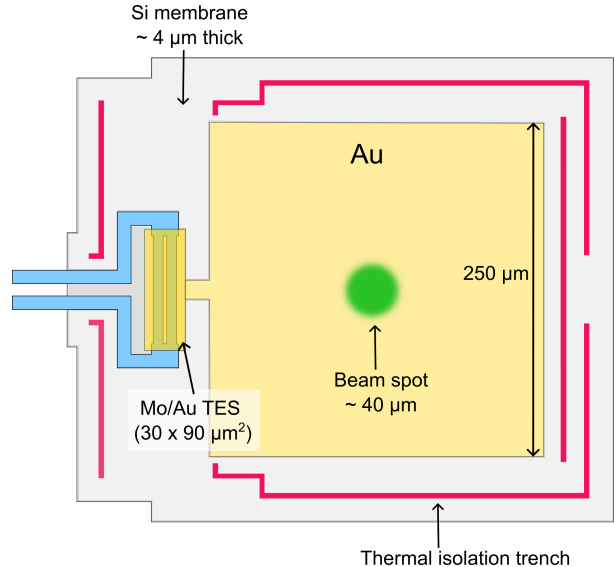 Si membrane
~ 4 μm thick
Au
250 μm
Beam spot
~ 40 μm
Mo/Au TES
(30 x 90 μm²)
Thermal isolation trench